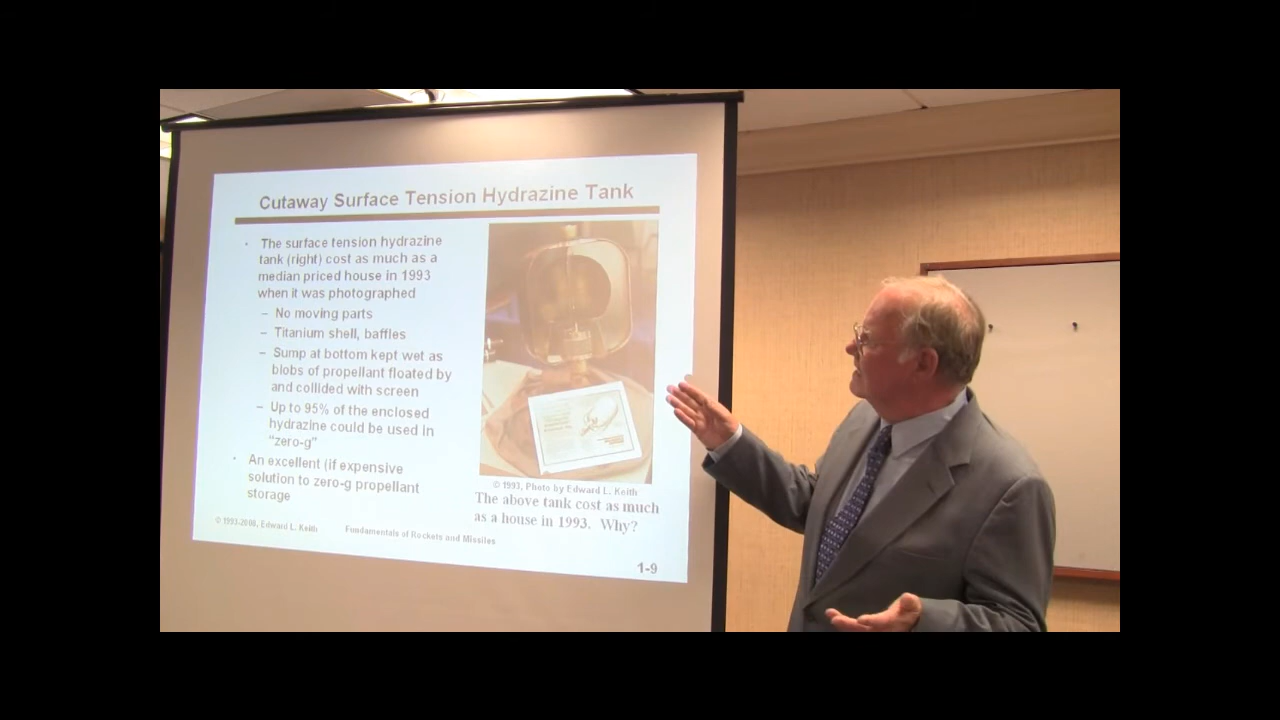 Cutaway Surface Tension Hydrazine Tank
• The surface tension hydrazine
tank (right) cost as much as a
median priced house in 1993
when it was photographed
– No moving parts
– Titanium shell, baffles
– Sump at bottom kept wet as
blobs of propellant floated by
and collided with screen
– Up to 95% of the enclosed
hydrazine could be used in
"zero-g"
• An excellent (if expensive
solution to zero-g propellant
storage
© 1993, Photo by Edward L. Keith
The above tank cost as much
as a house in 1993. Why?
© 1993-2008, Edward L. Keith
Fundamentals of Rockets and Missiles
1-9